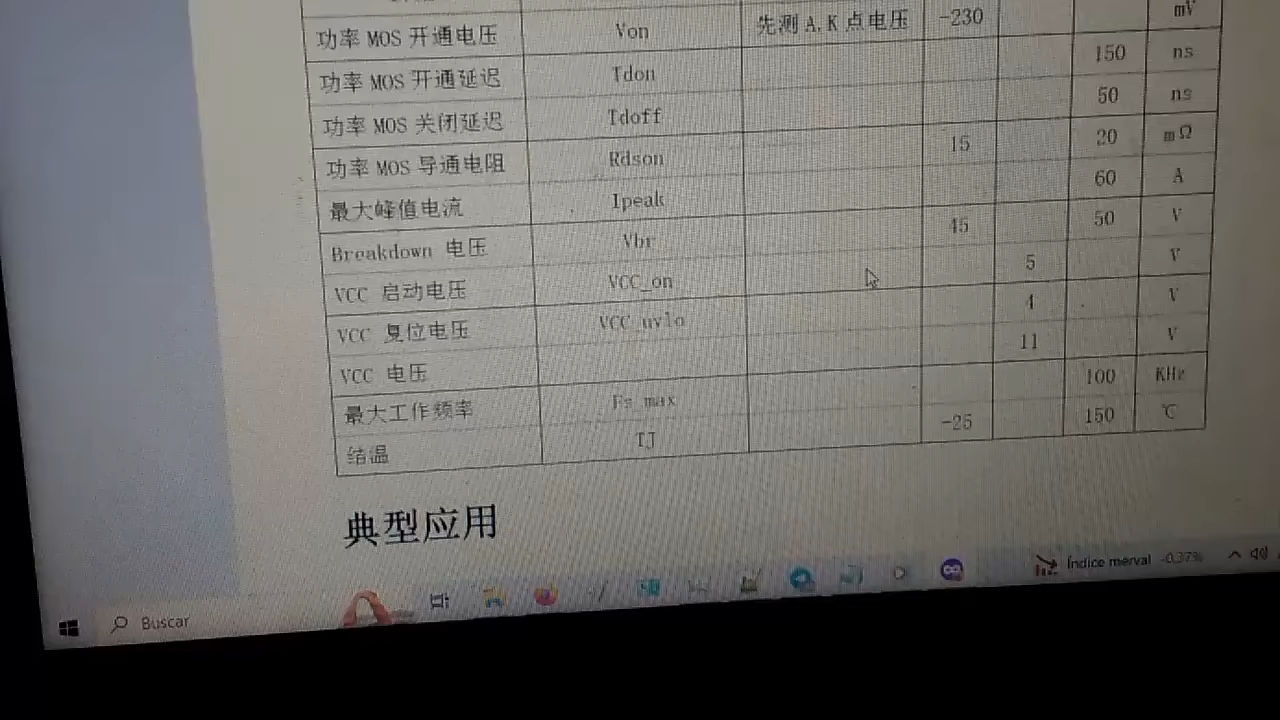 功率 MOS 开通电压 Von 先测 A,K 点电压 -230 mV
功率 MOS 开通延迟 Tdon 150 ns
功率 MOS 关闭延迟 Tdoff 50 ns
功率 MOS 导通电阻 Rdson 15 20 mΩ
最大峰值电流 Ipeak 60 A
Breakdown 电压 Vbr 45 50 V
VCC 启动电压 VCC_on 5 V
VCC 复位电压 VCC_uvlo 4 V
VCC 电压 11 V
最大工作频率 Fs_max 100 KHz
结温 TJ -25 150 ℃
典型应用
Índice merval -0.37%
Buscar